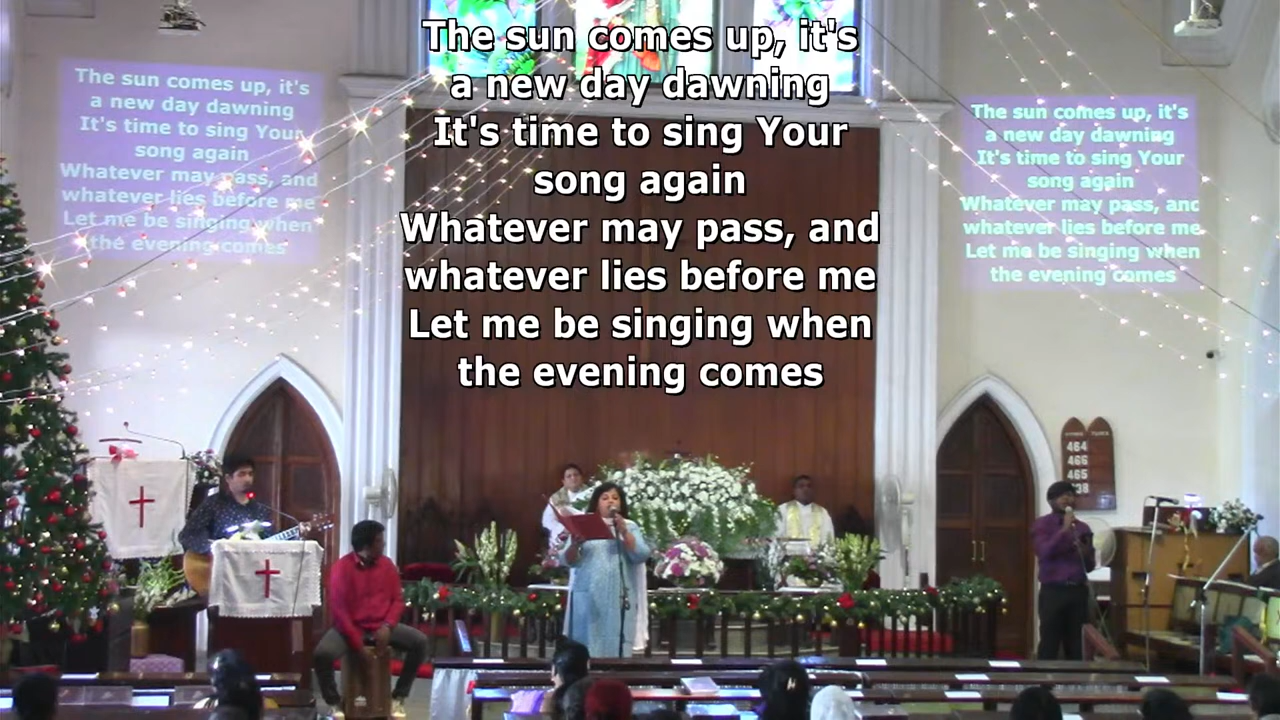 The sun comes up, it's
a new day dawning
It's time to sing Your
song again
Whatever may pass, and
whatever lies before me
Let me be singing when
the evening comes
The sun comes up, it's
a new day dawning
It's time to sing Your
song again
Whatever may pass, and
whatever lies before me
Let me be singing when
the evening comes
The sun comes up, it's
a new day dawning
It's time to sing Your
song again
Whatever may pass, and
whatever lies before me
Let me be singing when
the evening comes
464
466
465